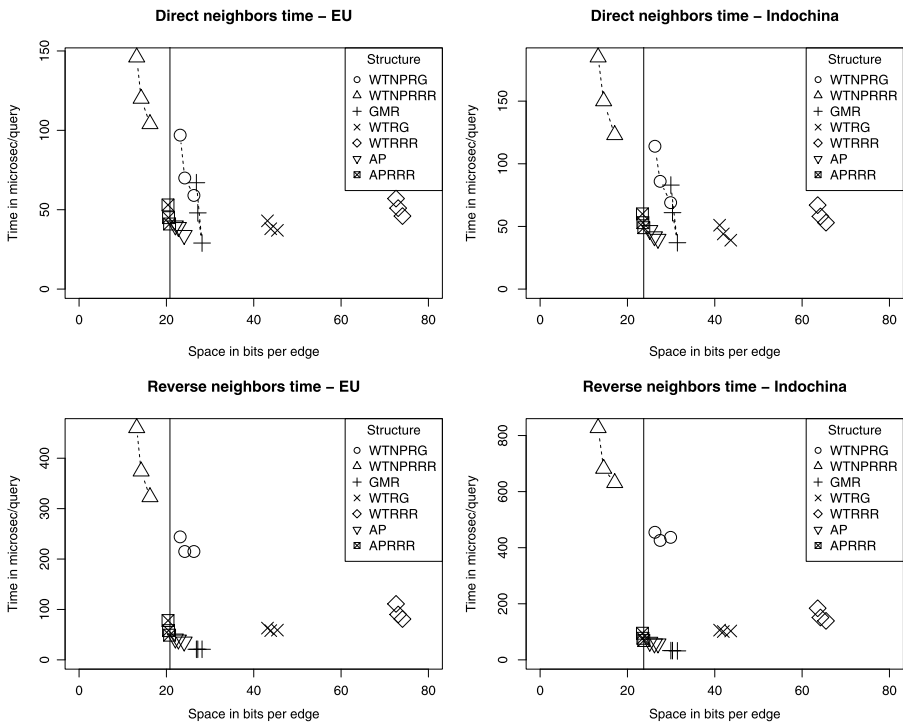 Direct neighbors time − EU
Time in microsec/query
150
100
50
0
0 20 40 60 80
Space in bits per edge
Structure
WTNPRG
WTNPRRR
GMR
WTRG
WTRRR
AP
APRRR
Direct neighbors time − Indochina
Time in microsec/query
150
100
50
0
0 20 40 60 80
Space in bits per edge
Structure
WTNPRG
WTNPRRR
GMR
WTRG
WTRRR
AP
APRRR
Reverse neighbors time − EU
Time in microsec/query
400
300
200
100
0
0 20 40 60 80
Space in bits per edge
Structure
WTNPRG
WTNPRRR
GMR
WTRG
WTRRR
AP
APRRR
Reverse neighbors time − Indochina
Time in microsec/query
800
600
400
200
0
0 20 40 60 80
Space in bits per edge
Structure
WTNPRG
WTNPRRR
GMR
WTRG
WTRRR
AP
APRRR